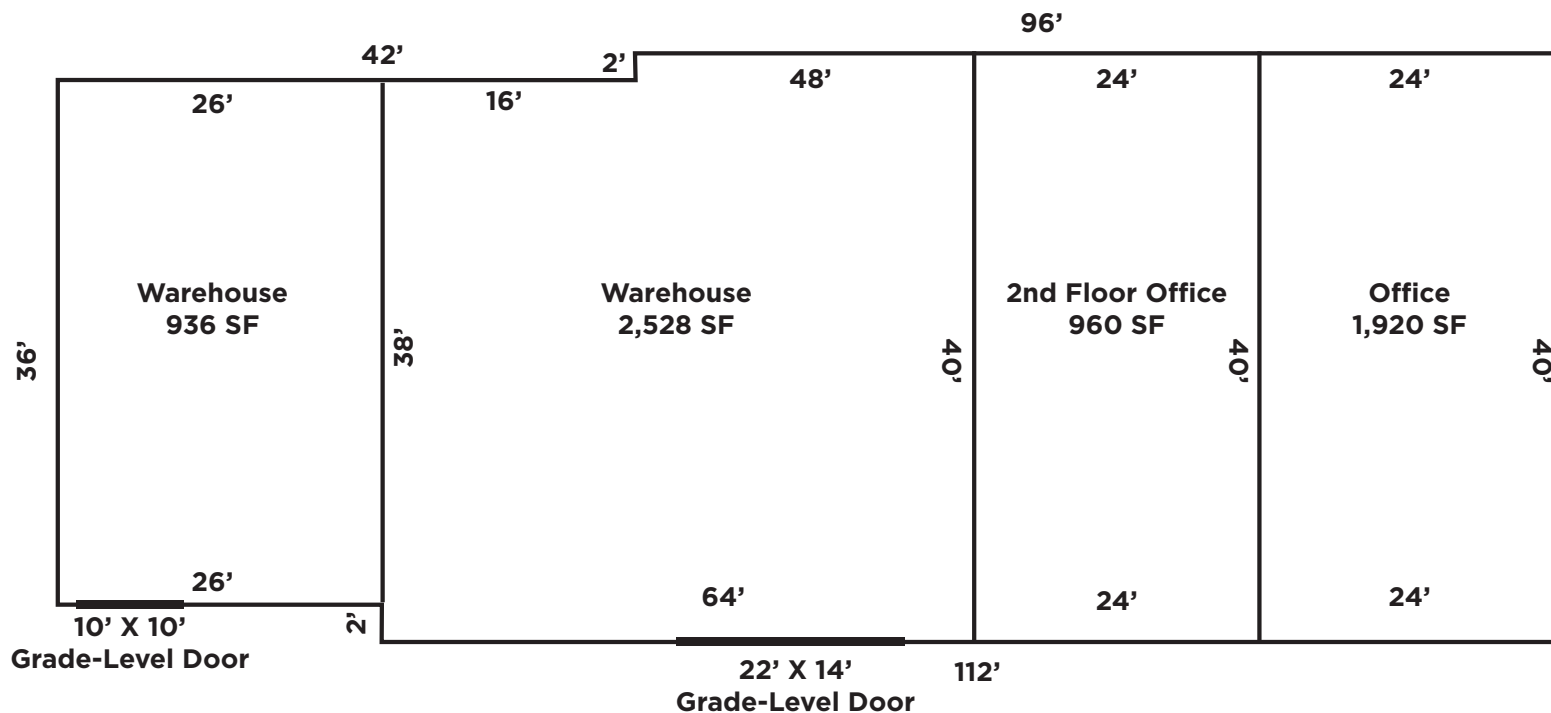 96’
42’
2’
48’
24’
24’
26’
16’
Warehouse
936 SF
Warehouse
2,528 SF
2nd Floor Office
960 SF
Office
1,920 SF
36’
38’
40’
40’
40’
26’
2’
64’
24’
24’
10’ X 10’
Grade-Level Door
22’ X 14’
Grade-Level Door
112’